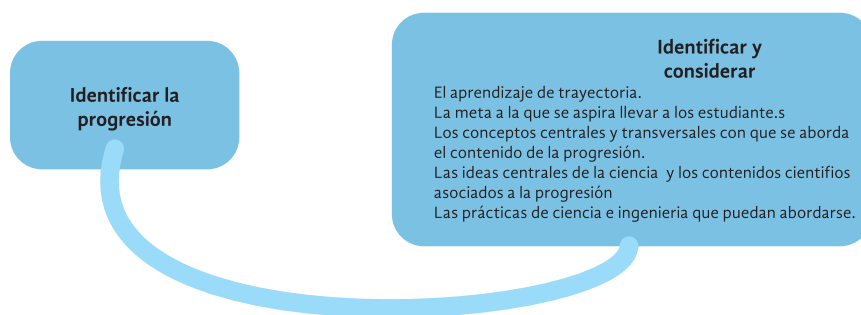 Identificar la
progresión
Identificar y
considerar
El aprendizaje de trayectoria.
La meta a la que se aspira llevar a los estudiante.s
Los conceptos centrales y transversales con que se aborda
el contenido de la progresión.
Las ideas centrales de la ciencia  y los contenidos cientifios
asociados a la progresión
Las prácticas de ciencia e ingenieria que puedan abordarse.